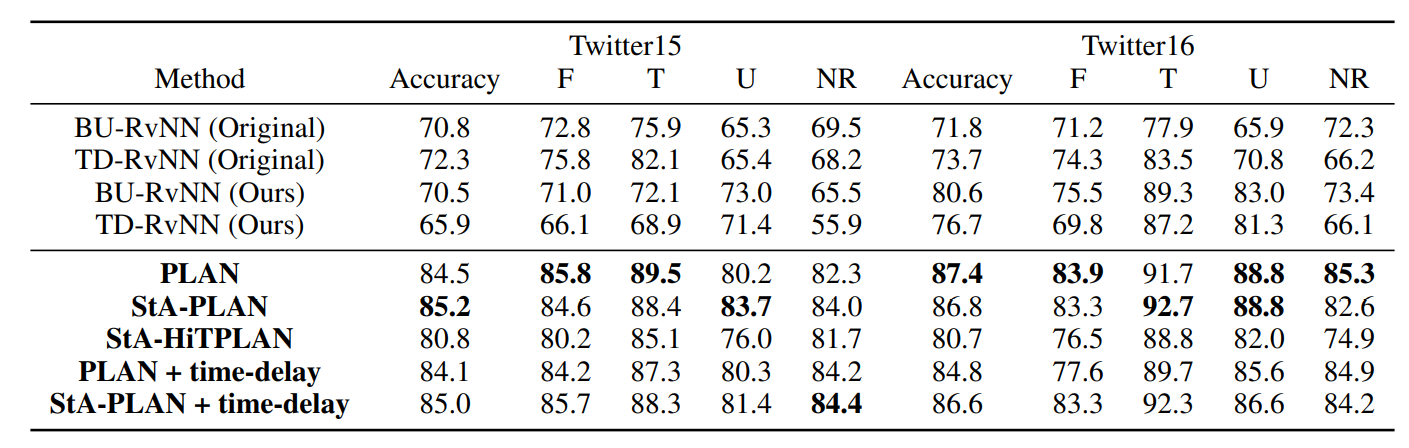 Twitter15 Twitter16
Method Accuracy F T U NR Accuracy F T U NR
BU-RvNN (Original) 70.8 72.8 75.9 65.3 69.5 71.8 71.2 77.9 65.9 72.3
TD-RvNN (Original) 72.3 75.8 82.1 65.4 68.2 73.7 74.3 83.5 70.8 66.2
BU-RvNN (Ours) 70.5 71.0 72.1 73.0 65.5 80.6 75.5 89.3 83.0 73.4
TD-RvNN (Ours) 65.9 66.1 68.9 71.4 55.9 76.7 69.8 87.2 81.3 66.1
PLAN 84.5 85.8 89.5 80.2 82.3 87.4 83.9 91.7 88.8 85.3
StA-PLAN 85.2 84.6 88.4 83.7 84.0 86.8 83.3 92.7 88.8 82.6
StA-HiTPLAN 80.8 80.2 85.1 76.0 81.7 80.7 76.5 88.8 82.0 74.9
PLAN + time-delay 84.1 84.2 87.3 80.3 84.2 84.8 77.6 89.7 85.6 84.9
StA-PLAN + time-delay 85.0 85.7 88.3 81.4 84.4 86.6 83.3 92.3 86.6 84.2